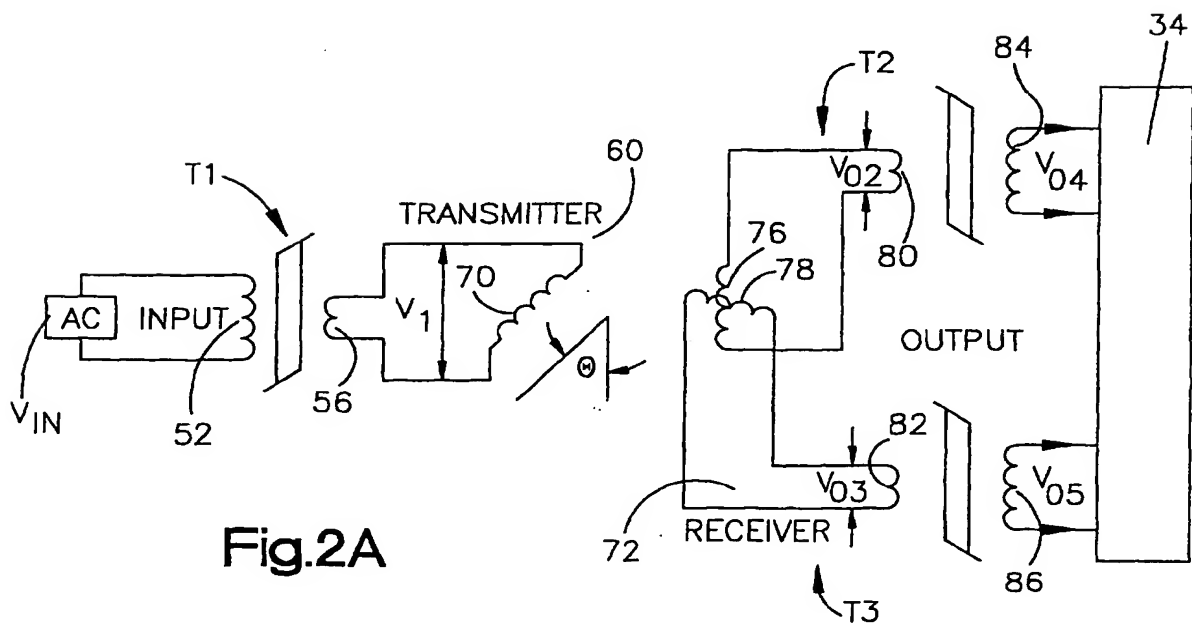 34
84
T2
60
T1
V02
V04
TRANSMITTER
80
76
70
78
AC
INPUT
V1
OUTPUT
Θ
56
82
VIN
52
V03
V05
72
RECEIVER
86
Fig.2A
T3